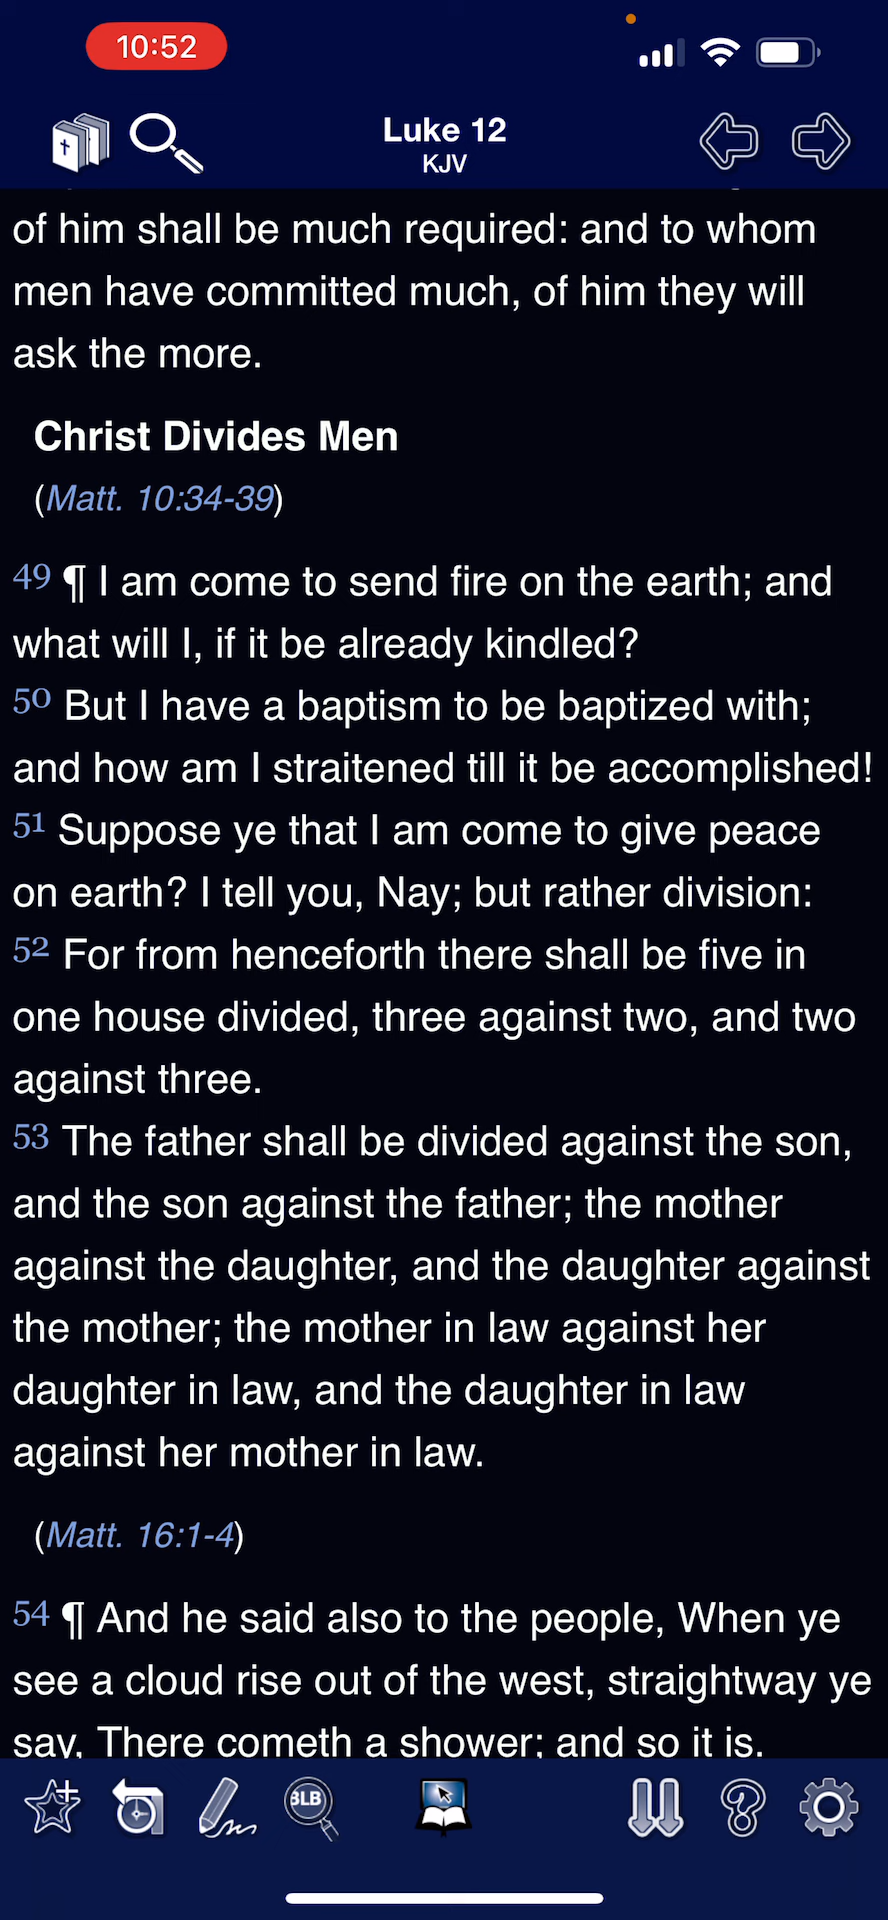 10:52
Luke 12
KJV
of him shall be much required: and to whom
men have committed much, of him they will
ask the more.
Christ Divides Men
(Matt. 10:34-39)
49 ¶ I am come to send fire on the earth; and
what will I, if it be already kindled?
50 But I have a baptism to be baptized with;
and how am I straitened till it be accomplished!
51 Suppose ye that I am come to give peace
on earth? I tell you, Nay; but rather division:
52 For from henceforth there shall be five in
one house divided, three against two, and two
against three.
53 The father shall be divided against the son,
and the son against the father; the mother
against the daughter, and the daughter against
the mother; the mother in law against her
daughter in law, and the daughter in law
against her mother in law.
(Matt. 16:1-4)
54 ¶ And he said also to the people, When ye
see a cloud rise out of the west, straightway ye
say, There cometh a shower; and so it is.
BLB